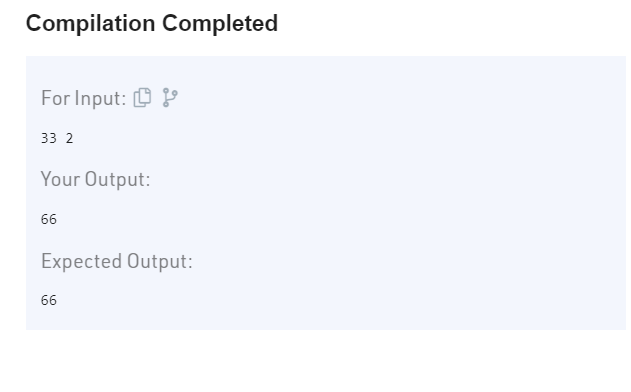 Compilation Completed
For Input:
33 2
Your Output:
66
Expected Output:
66